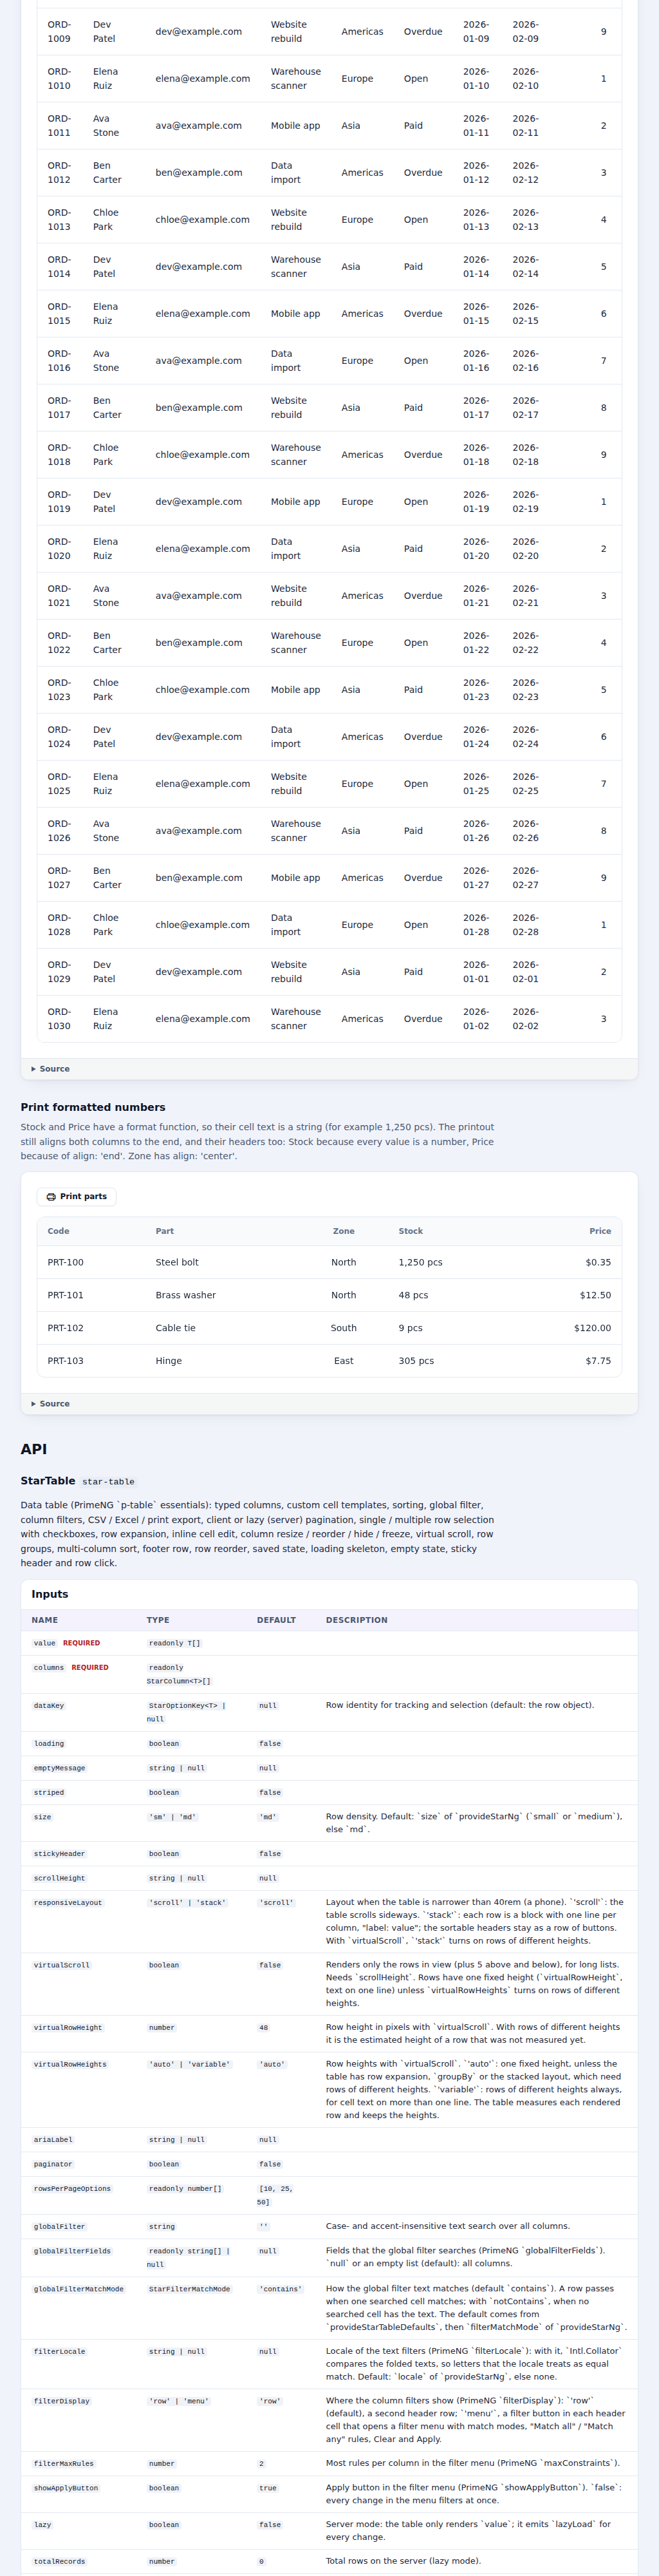 ORD-1009 Dev Patel dev@example.com Website rebuild Americas Overdue 2026-01-09 2026-02-09 9
ORD-1010 Elena Ruiz elena@example.com Warehouse scanner Europe Open 2026-01-10 2026-02-10 1
ORD-1011 Ava Stone ava@example.com Mobile app Asia Paid 2026-01-11 2026-02-11 2
ORD-1012 Ben Carter ben@example.com Data import Americas Overdue 2026-01-12 2026-02-12 3
ORD-1013 Chloe Park chloe@example.com Website rebuild Europe Open 2026-01-13 2026-02-13 4
ORD-1014 Dev Patel dev@example.com Warehouse scanner Asia Paid 2026-01-14 2026-02-14 5
ORD-1015 Elena Ruiz elena@example.com Mobile app Americas Overdue 2026-01-15 2026-02-15 6
ORD-1016 Ava Stone ava@example.com Data import Europe Open 2026-01-16 2026-02-16 7
ORD-1017 Ben Carter ben@example.com Website rebuild Asia Paid 2026-01-17 2026-02-17 8
ORD-1018 Chloe Park chloe@example.com Warehouse scanner Americas Overdue 2026-01-18 2026-02-18 9
ORD-1019 Dev Patel dev@example.com Mobile app Europe Open 2026-01-19 2026-02-19 1
ORD-1020 Elena Ruiz elena@example.com Data import Asia Paid 2026-01-20 2026-02-20 2
ORD-1021 Ava Stone ava@example.com Website rebuild Americas Overdue 2026-01-21 2026-02-21 3
ORD-1022 Ben Carter ben@example.com Warehouse scanner Europe Open 2026-01-22 2026-02-22 4
ORD-1023 Chloe Park chloe@example.com Mobile app Asia Paid 2026-01-23 2026-02-23 5
ORD-1024 Dev Patel dev@example.com Data import Americas Overdue 2026-01-24 2026-02-24 6
ORD-1025 Elena Ruiz elena@example.com Website rebuild Europe Open 2026-01-25 2026-02-25 7
ORD-1026 Ava Stone ava@example.com Warehouse scanner Asia Paid 2026-01-26 2026-02-26 8
ORD-1027 Ben Carter ben@example.com Mobile app Americas Overdue 2026-01-27 2026-02-27 9
ORD-1028 Chloe Park chloe@example.com Data import Europe Open 2026-01-28 2026-02-28 1
ORD-1029 Dev Patel dev@example.com Website rebuild Asia Paid 2026-01-01 2026-02-01 2
ORD-1030 Elena Ruiz elena@example.com Warehouse scanner Americas Overdue 2026-01-02 2026-02-02 3
Source
Print formatted numbers
Stock and Price have a format function, so their cell text is a string (for example 1,250 pcs). The printout
still aligns both columns to the end, and their headers too: Stock because every value is a number, Price
because of align: 'end'. Zone has align: 'center'.
Print parts
Code Part Zone Stock Price
PRT-100 Steel bolt North 1,250 pcs $0.35
PRT-101 Brass washer North 48 pcs $12.50
PRT-102 Cable tie South 9 pcs $120.00
PRT-103 Hinge East 305 pcs $7.75
Source
API
StarTable star-table
Data table (PrimeNG `p-table` essentials): typed columns, custom cell templates, sorting, global filter,
column filters, CSV / Excel / print export, client or lazy (server) pagination, single / multiple row selection
with checkboxes, row expansion, inline cell edit, column resize / reorder / hide / freeze, virtual scroll, row
groups, multi-column sort, footer row, row reorder, saved state, loading skeleton, empty state, sticky
header and row click.
Inputs
NAME TYPE DEFAULT DESCRIPTION
value REQUIRED readonly T[]
columns REQUIRED readonly StarColumn<T>[]
dataKey StarOptionKey<T> | null null Row identity for tracking and selection (default: the row object).
loading boolean false
emptyMessage string | null null
striped boolean false
size 'sm' | 'md' 'md' Row density. Default: `size` of `provideStarNg` (`small` or `medium`),
else `md`.
stickyHeader boolean false
scrollHeight string | null null
responsiveLayout 'scroll' | 'stack' 'scroll' Layout when the table is narrower than 40rem (a phone). `'scroll'`: the
table scrolls sideways. `'stack'`: each row is a block with one line per
column, "label: value"; the sortable headers stay as a row of buttons.
With `virtualScroll`, `'stack'` turns on rows of different heights.
virtualScroll boolean false Renders only the rows in view (plus 5 above and below), for long lists.
Needs `scrollHeight`. Rows have one fixed height (`virtualRowHeight`,
text on one line) unless `virtualRowHeights` turns on rows of different
heights.
virtualRowHeight number 48 Row height in pixels with `virtualScroll`. With rows of different heights
it is the estimated height of a row that was not measured yet.
virtualRowHeights 'auto' | 'variable' 'auto' Row heights with `virtualScroll`. `'auto'`: one fixed height, unless the
table has row expansion, `groupBy` or the stacked layout, which need
rows of different heights. `'variable'`: rows of different heights always,
for cell text on more than one line. The table measures each rendered
row and keeps the heights.
ariaLabel string | null null
paginator boolean false
rowsPerPageOptions readonly number[] [10, 25, 50]
globalFilter string '' Case- and accent-insensitive text search over all columns.
globalFilterFields readonly string[] | null null Fields that the global filter searches (PrimeNG `globalFilterFields`).
`null` or an empty list (default): all columns.
globalFilterMatchMode StarFilterMatchMode 'contains' How the global filter text matches (default `contains`). A row passes
when one searched cell matches; with `notContains`, when no
searched cell has the text. The default comes from
`provideStarTableDefaults`, then `filterMatchMode` of `provideStarNg`.
filterLocale string | null null Locale of the text filters (PrimeNG `filterLocale`): with it, `Intl.Collator`
compares the folded texts, so letters that the locale treats as equal
match. Default: `locale` of `provideStarNg`, else none.
filterDisplay 'row' | 'menu' 'row' Where the column filters show (PrimeNG `filterDisplay`): `'row'`
(default), a second header row; `'menu'`, a filter button in each header
cell that opens a filter menu with match modes, "Match all" / "Match
any" rules, Clear and Apply.
filterMaxRules number 2 Most rules per column in the filter menu (PrimeNG `maxConstraints`).
showApplyButton boolean true Apply button in the filter menu (PrimeNG `showApplyButton`). `false`:
every change in the menu filters at once.
lazy boolean false Server mode: the table only renders `value`; it emits `lazyLoad` for
every change.
totalRecords number 0 Total rows on the server (lazy mode).